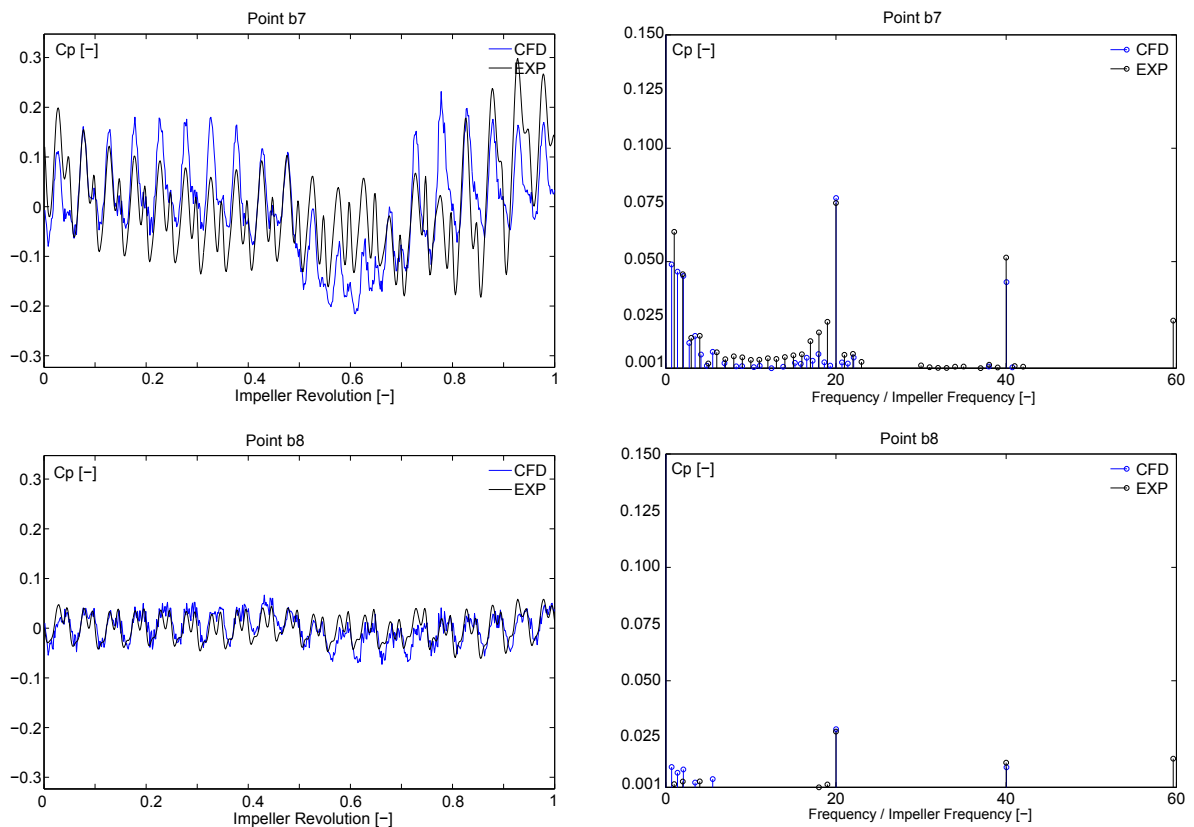 Point b7
Cp [−]
CFD
EXP
0.3
0.2
0.1
0
−0.1
−0.2
−0.3
0 0.2 0.4 0.6 0.8 1
Impeller Revolution [−]
Point b7
0.150
Cp [−]
CFD
EXP
0.100
0.075
0.050
0.025
0.001
0 20 40 60
Frequency / Impeller Frequency [−]
Point b8
Cp [−]
CFD
EXP
0.3
0.2
0.1
0
−0.1
−0.2
−0.3
0 0.2 0.4 0.6 0.8 1
Impeller Revolution [−]
Point b8
0.150
Cp [−]
CFD
EXP
0.100
0.075
0.050
0.025
0.001
0 20 40 60
Frequency / Impeller Frequency [−]